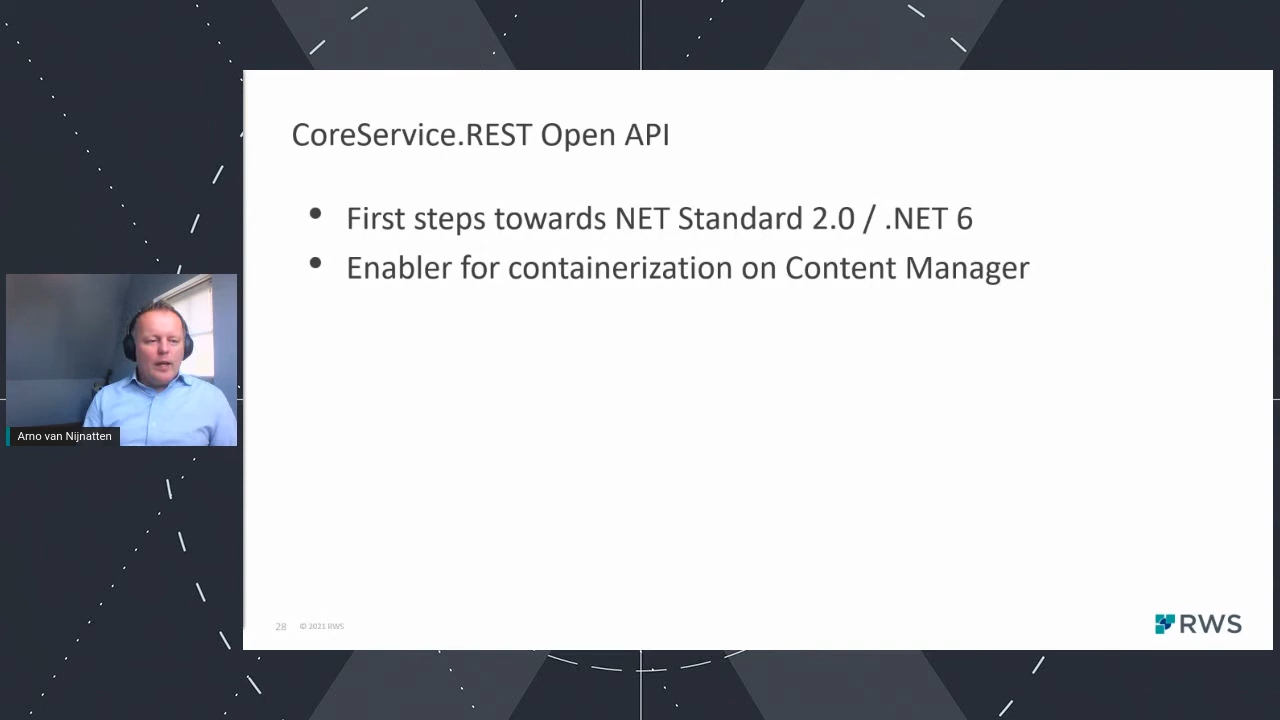 CoreService.REST Open API
• First steps towards NET Standard 2.0 / .NET 6
• Enabler for containerization on Content Manager
Arno van Nijnatten
28 © 2021 RWS
RWS